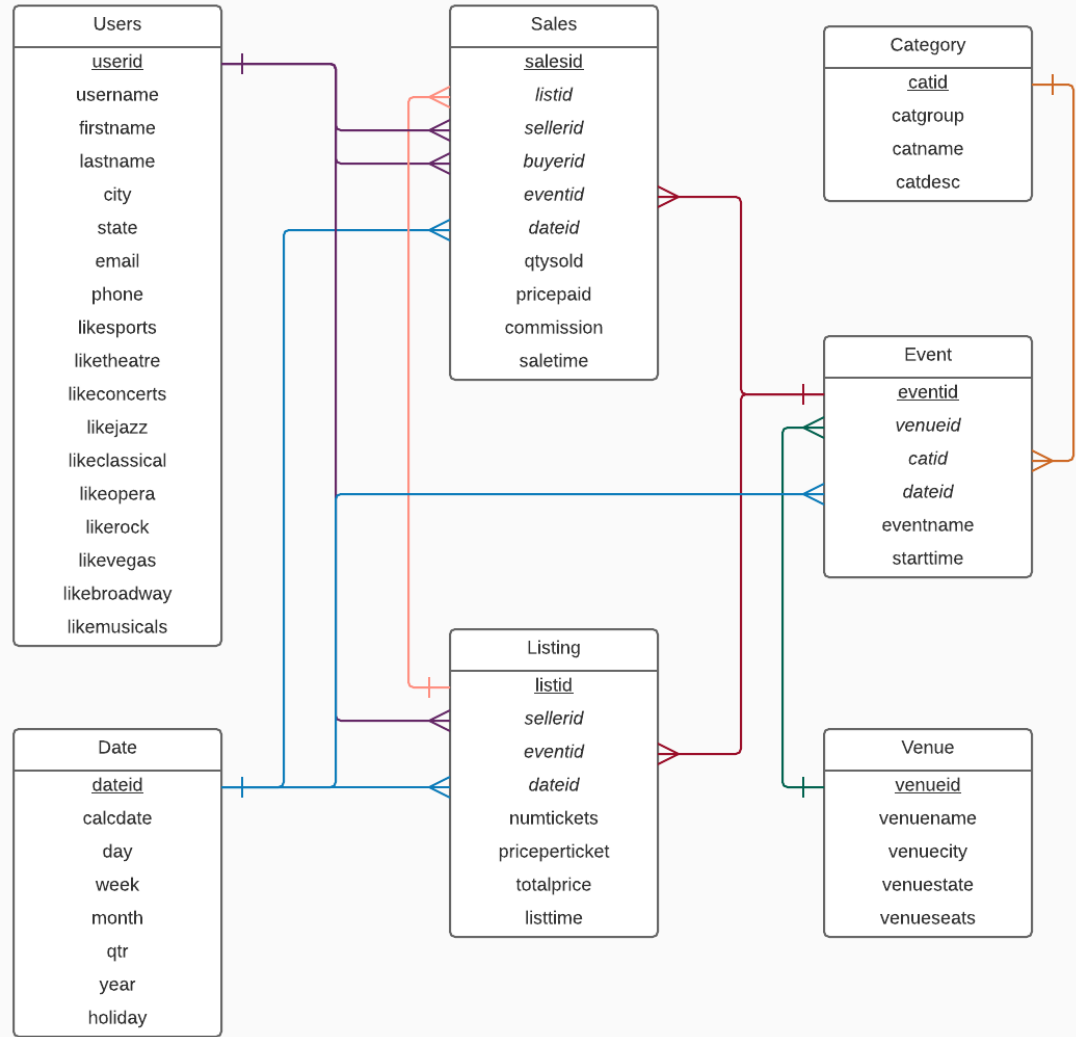 Users
userid
username
firstname
lastname
city
state
email
phone
likesports
liketheatre
likeconcerts
likejazz
likeclassical
likeopera
likerock
likevegas
likebroadway
likemusicals
Date
dateid
calcdate
day
week
month
qtr
year
holiday
Sales
salesid
listid
sellerid
buyerid
eventid
dateid
qtysold
pricepaid
commission
saletime
Listing
listid
sellerid
eventid
dateid
numtickets
priceperticket
totalprice
listtime
Category
catid
catgroup
catname
catdesc
Event
eventid
venueid
catid
dateid
eventname
starttime
Venue
venueid
venuename
venuecity
venuestate
venueseats